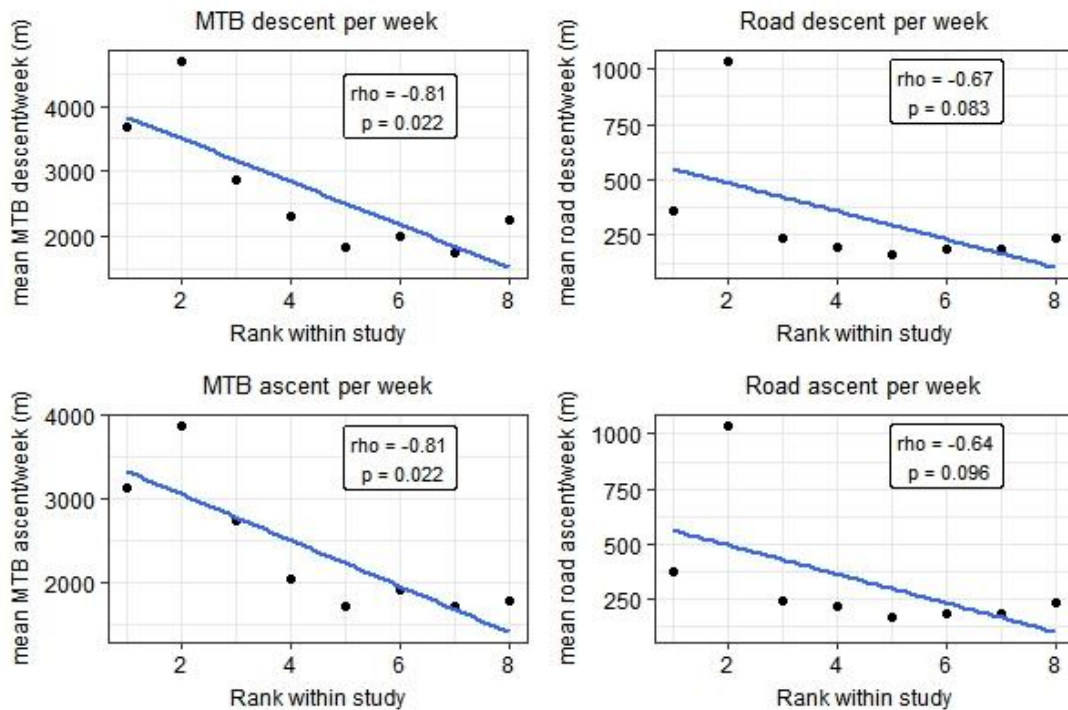 MTB descent per week
mean MTB descent/week (m)
4000
3000
2000
rho = -0.81
p = 0.022
2
4
6
8
Rank within study
Road descent per week
mean road descent/week (m)
1000
750
500
250
rho = -0.67
p = 0.083
2
4
6
8
Rank within study
MTB ascent per week
mean MTB ascent/week (m)
4000
3000
2000
rho = -0.81
p = 0.022
2
4
6
8
Rank within study
Road ascent per week
mean road ascent/week (m)
1000
750
500
250
rho = -0.64
p = 0.096
2
4
6
8
Rank within study